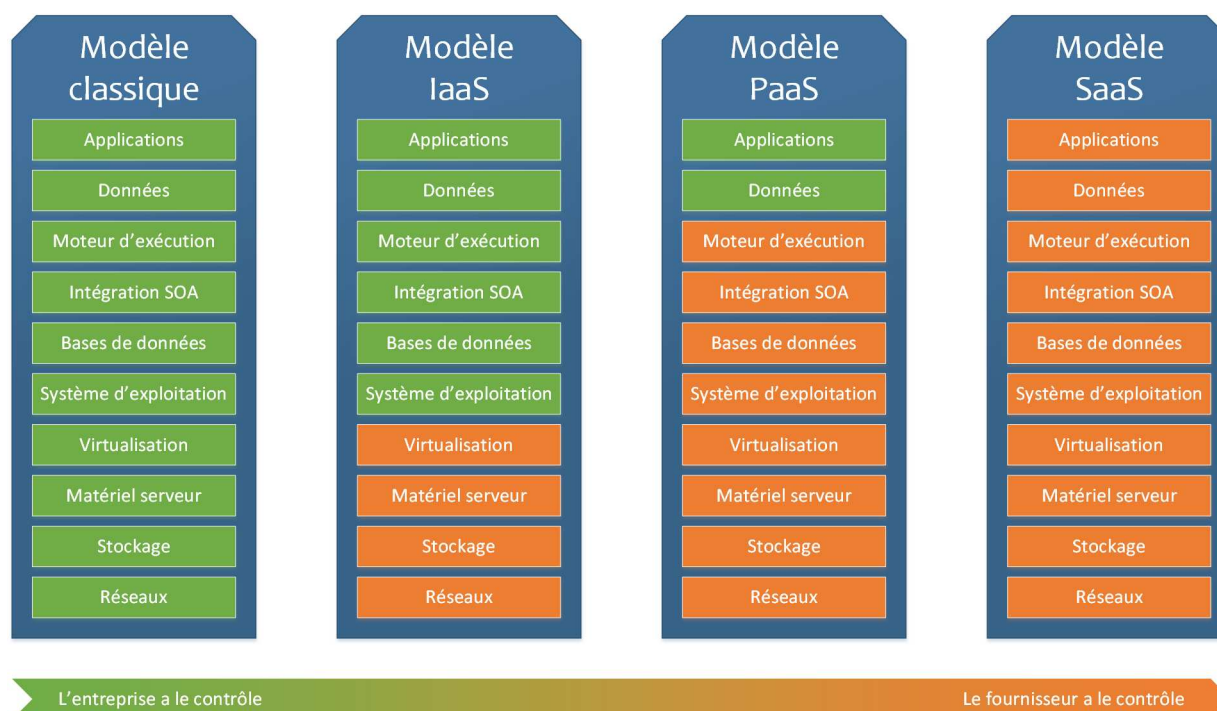 Modèle
classique
Applications
Données
Moteur d'exécution
Intégration SOA
Bases de données
Système d'exploitation
Virtualisation
Matériel serveur
Stockage
Réseaux
Modèle
IaaS
Applications
Données
Moteur d'exécution
Intégration SOA
Bases de données
Système d'exploitation
Virtualisation
Matériel serveur
Stockage
Réseaux
Modèle
PaaS
Applications
Données
Moteur d'exécution
Intégration SOA
Bases de données
Système d'exploitation
Virtualisation
Matériel serveur
Stockage
Réseaux
Modèle
SaaS
Applications
Données
Moteur d'exécution
Intégration SOA
Bases de données
Système d'exploitation
Virtualisation
Matériel serveur
Stockage
Réseaux
L'entreprise a le contrôle
Le fournisseur a le contrôle